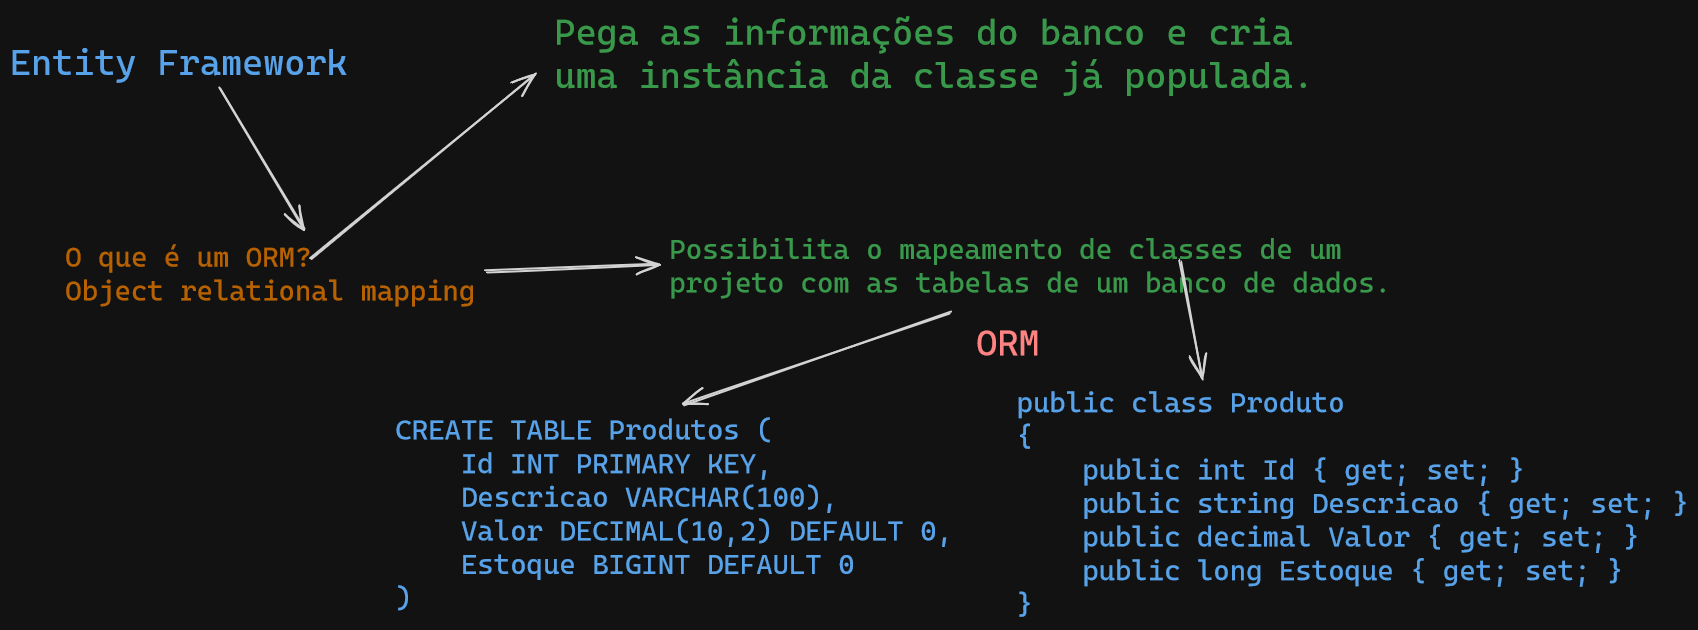 Entity Framework
Pega as informações do banco e cria
uma instância da classe já populada.
O que é um ORM?
Object relational mapping
Possibilita o mapeamento de classes de um
projeto com as tabelas de um banco de dados.
ORM
CREATE TABLE Produtos (
    Id INT PRIMARY KEY,
    Descricao VARCHAR(100),
    Valor DECIMAL(10,2) DEFAULT 0,
    Estoque BIGINT DEFAULT 0
)
public class Produto
{
    public int Id { get; set; }
    public string Descricao { get; set; }
    public decimal Valor { get; set; }
    public long Estoque { get; set; }
}